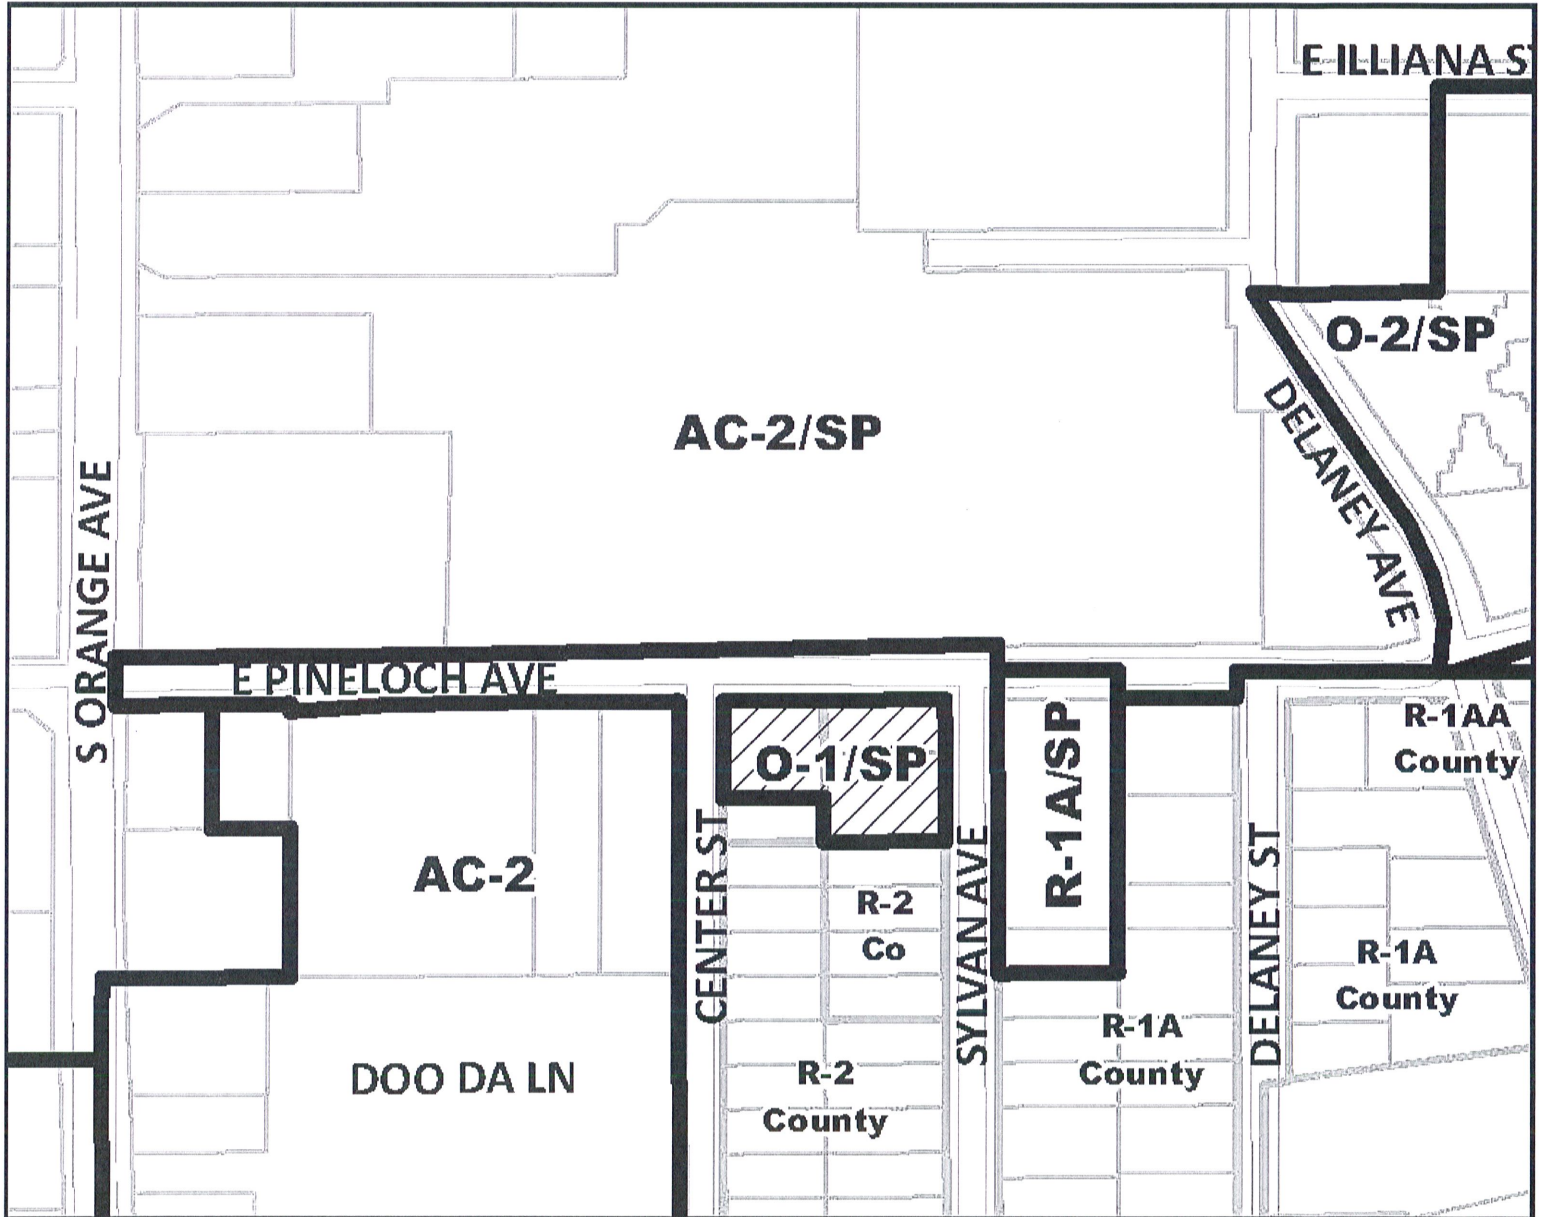 E ILLIANA ST
O-2/SP
AC-2/SP
DELANEY AVE
S ORANGE AVE
E PINELOCH AVE
O-1/SP
R-1A/SP
R-1AA
County
AC-2
CENTER ST
R-2
Co
SYLVAN AVE
DELANEY ST
R-1A
County
R-1A
County
DOO DA LN
R-2
County